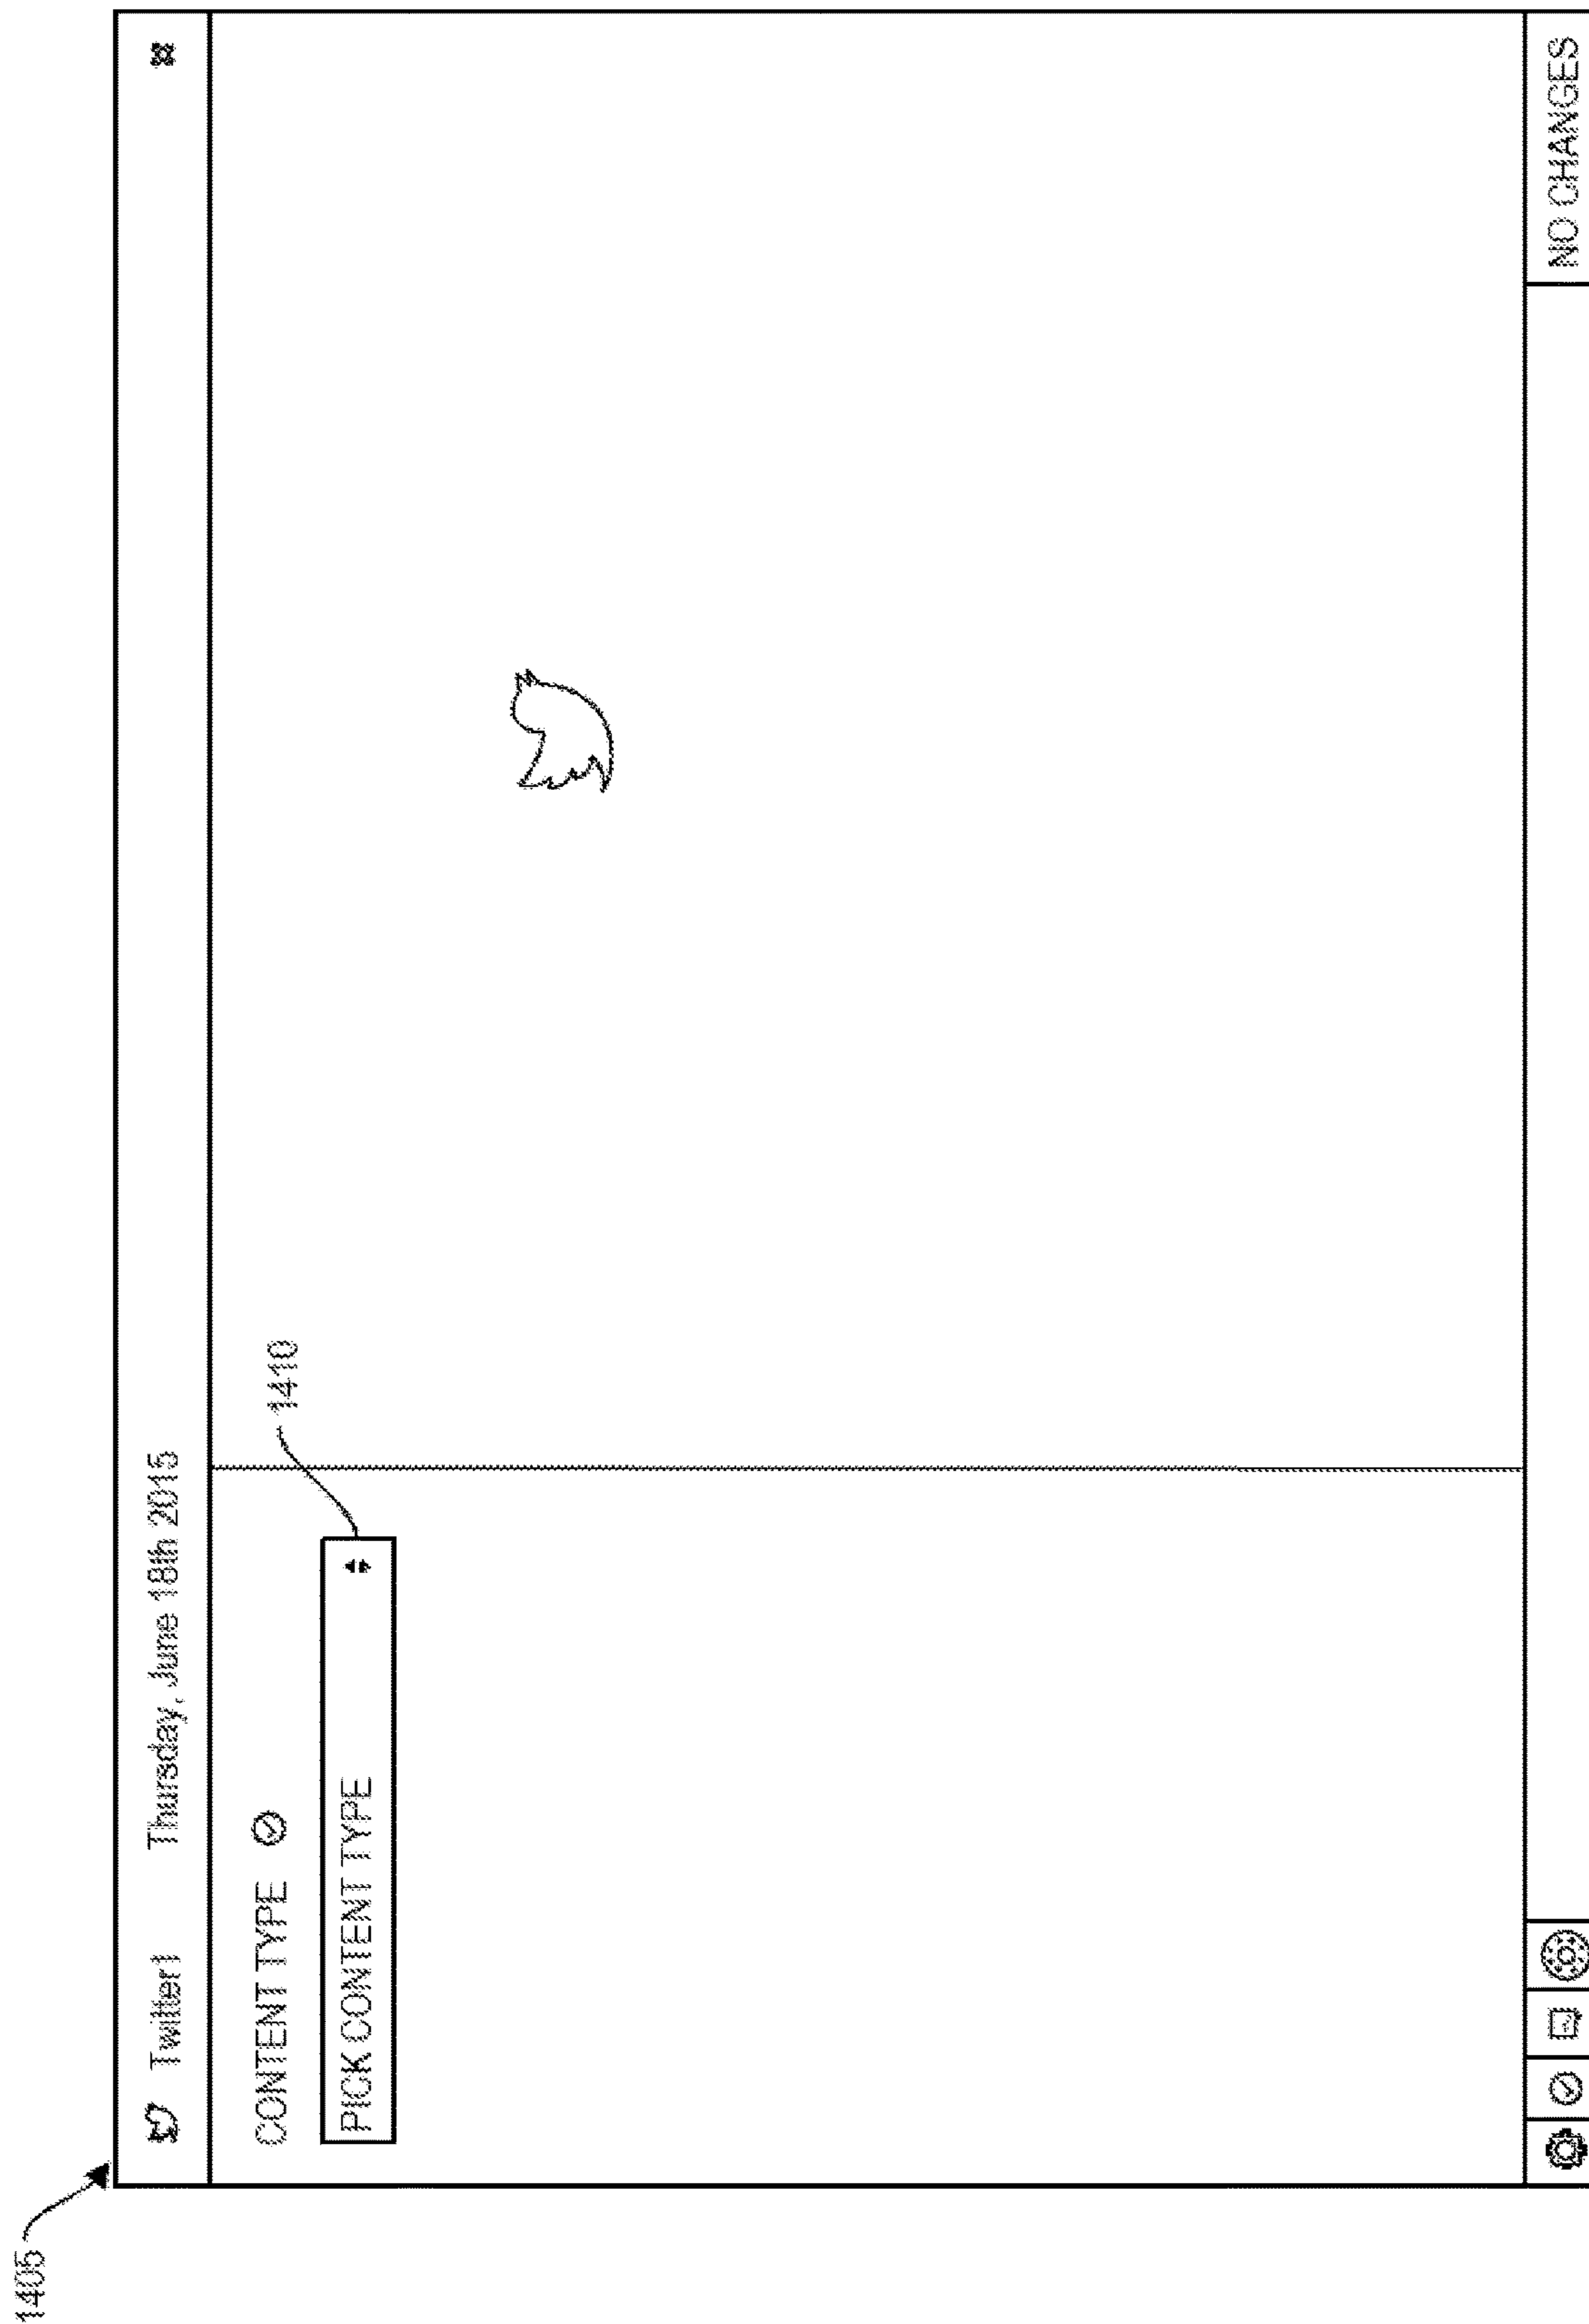 1405
Twitter1 Thursday, June 18th 2015
CONTENT TYPE
1410
PICK CONTENT TYPE
NO CHANGES